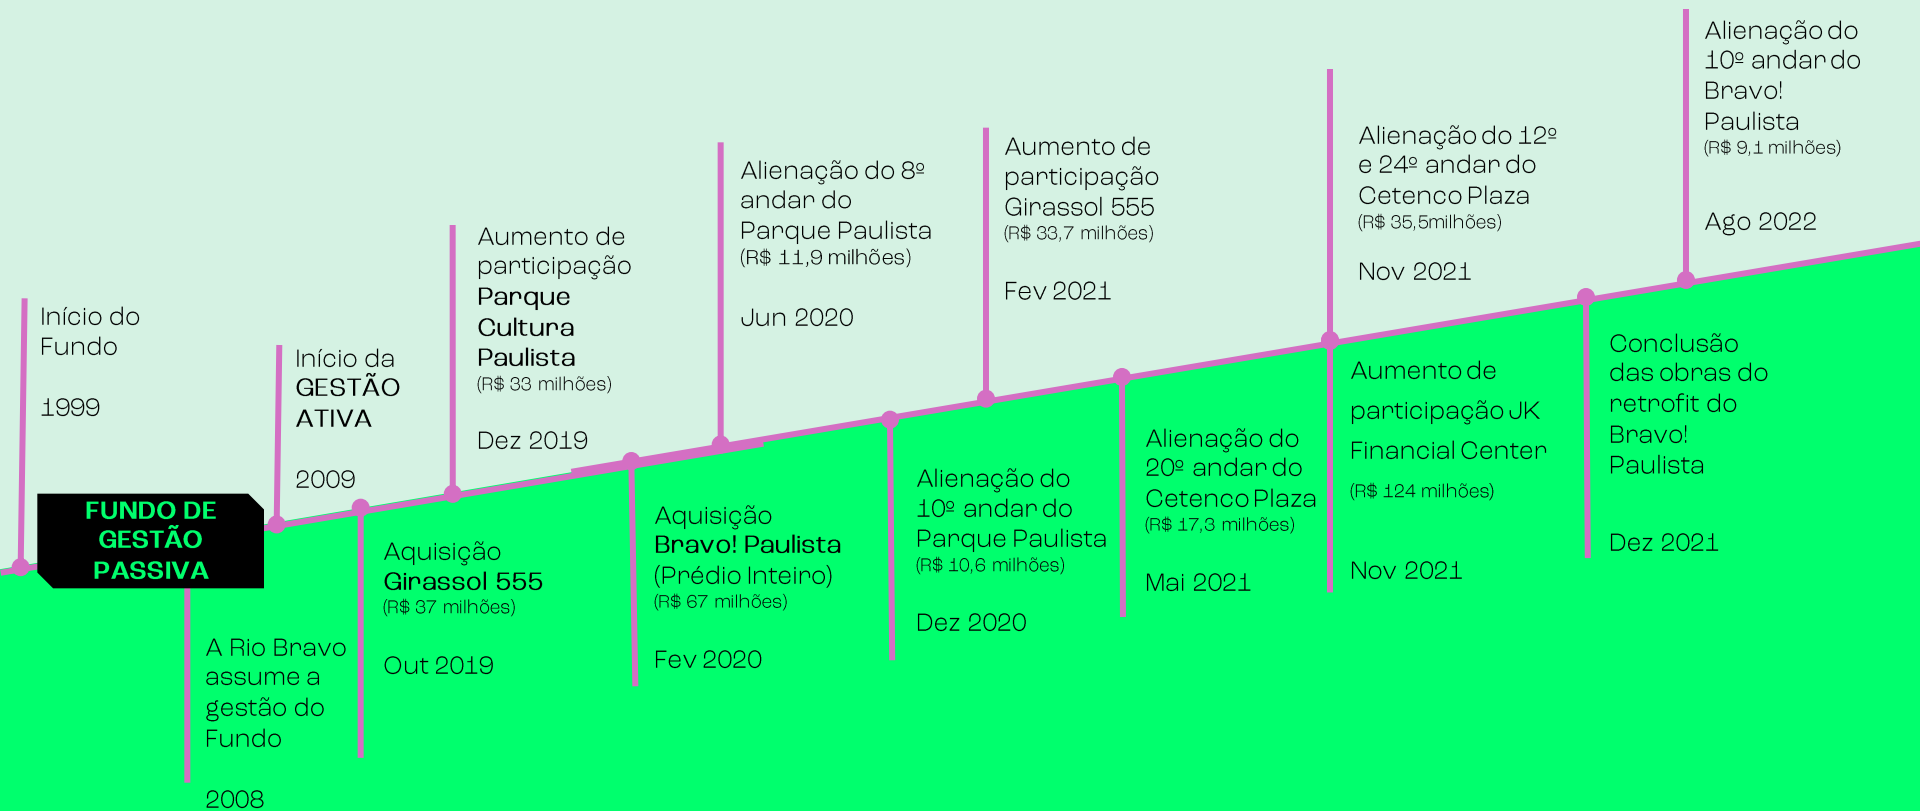 Início do
Fundo
1999
FUNDO DE
GESTÃO
PASSIVA
A Rio Bravo
assume a
gestão do
Fundo
2008
Início da
GESTÃO
ATIVA
2009
Aquisição
Girassol 555
(R$ 37 milhões)
Out 2019
Aumento de
participação
Parque
Cultura
Paulista
(R$ 33 milhões)
Dez 2019
Aquisição
Bravo! Paulista
(Prédio Inteiro)
(R$ 67 milhões)
Fev 2020
Alienação do 8º
andar do
Parque Paulista
(R$ 11,9 milhões)
Jun 2020
Alienação do
10º andar do
Parque Paulista
(R$ 10,6 milhões)
Dez 2020
Aumento de
participação
Girassol 555
(R$ 33,7 milhões)
Fev 2021
Alienação do
20º andar do
Cetenco Plaza
(R$ 17,3 milhões)
Mai 2021
Alienação do 12º
e 24º andar do
Cetenco Plaza
(R$ 35,5milhões)
Nov 2021
Aumento de
participação JK
Financial Center
(R$ 124 milhões)
Nov 2021
Conclusão
das obras do
retrofit do
Bravo!
Paulista
Dez 2021
Alienação do
10º andar do
Bravo!
Paulista
(R$ 9,1 milhões)
Ago 2022